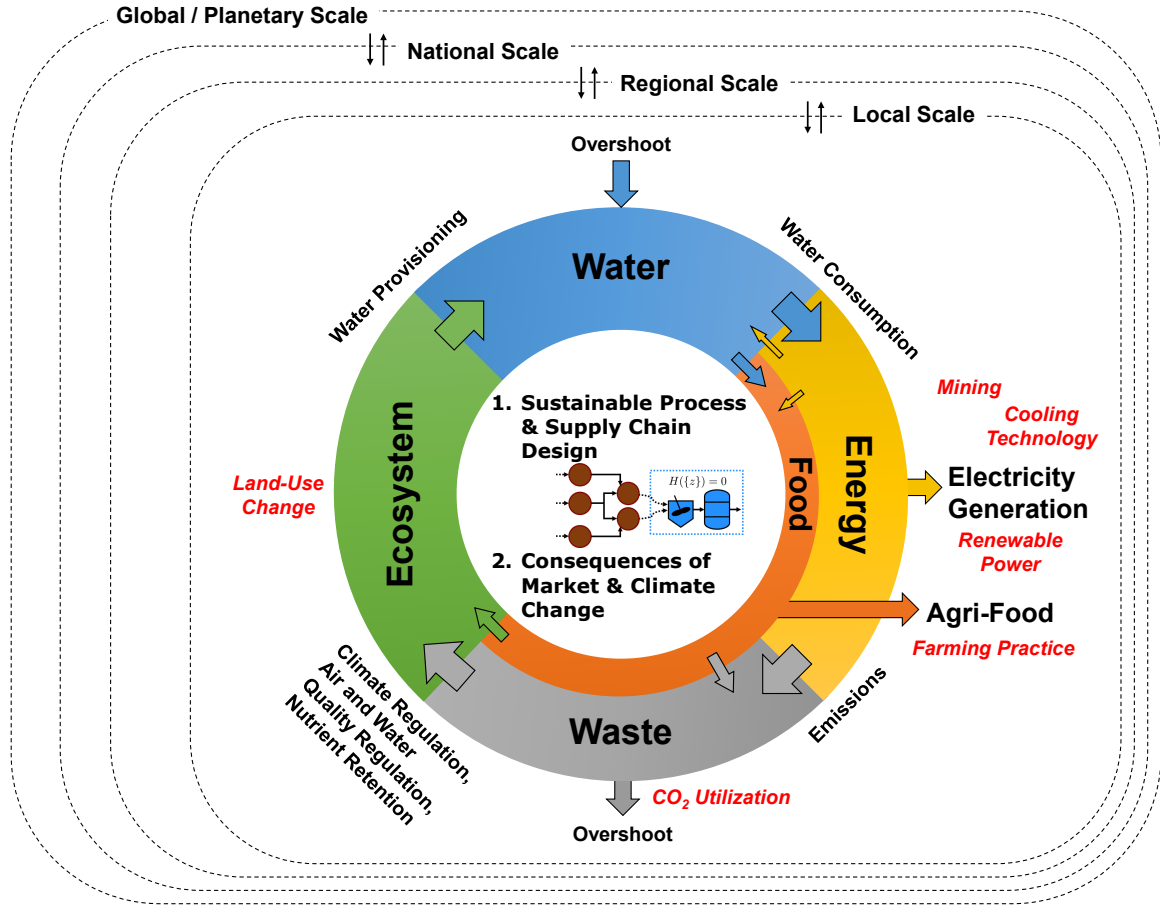 Global / Planetary Scale
National Scale
Regional Scale
Local Scale
Overshoot
Water Provisioning
Water
Water Consumption
Mining
Cooling
Technology
1. Sustainable Process
& Supply Chain
Design
H({z}) = 0
Land-Use
Change
Ecosystem
Food
Energy
Electricity
Generation
Renewable
Power
2. Consequences of
Market & Climate
Change
Agri-Food
Farming Practice
Climate Regulation,
Air and Water
Quality Regulation,
Nutrient Retention
Waste
Emissions
CO₂ Utilization
Overshoot